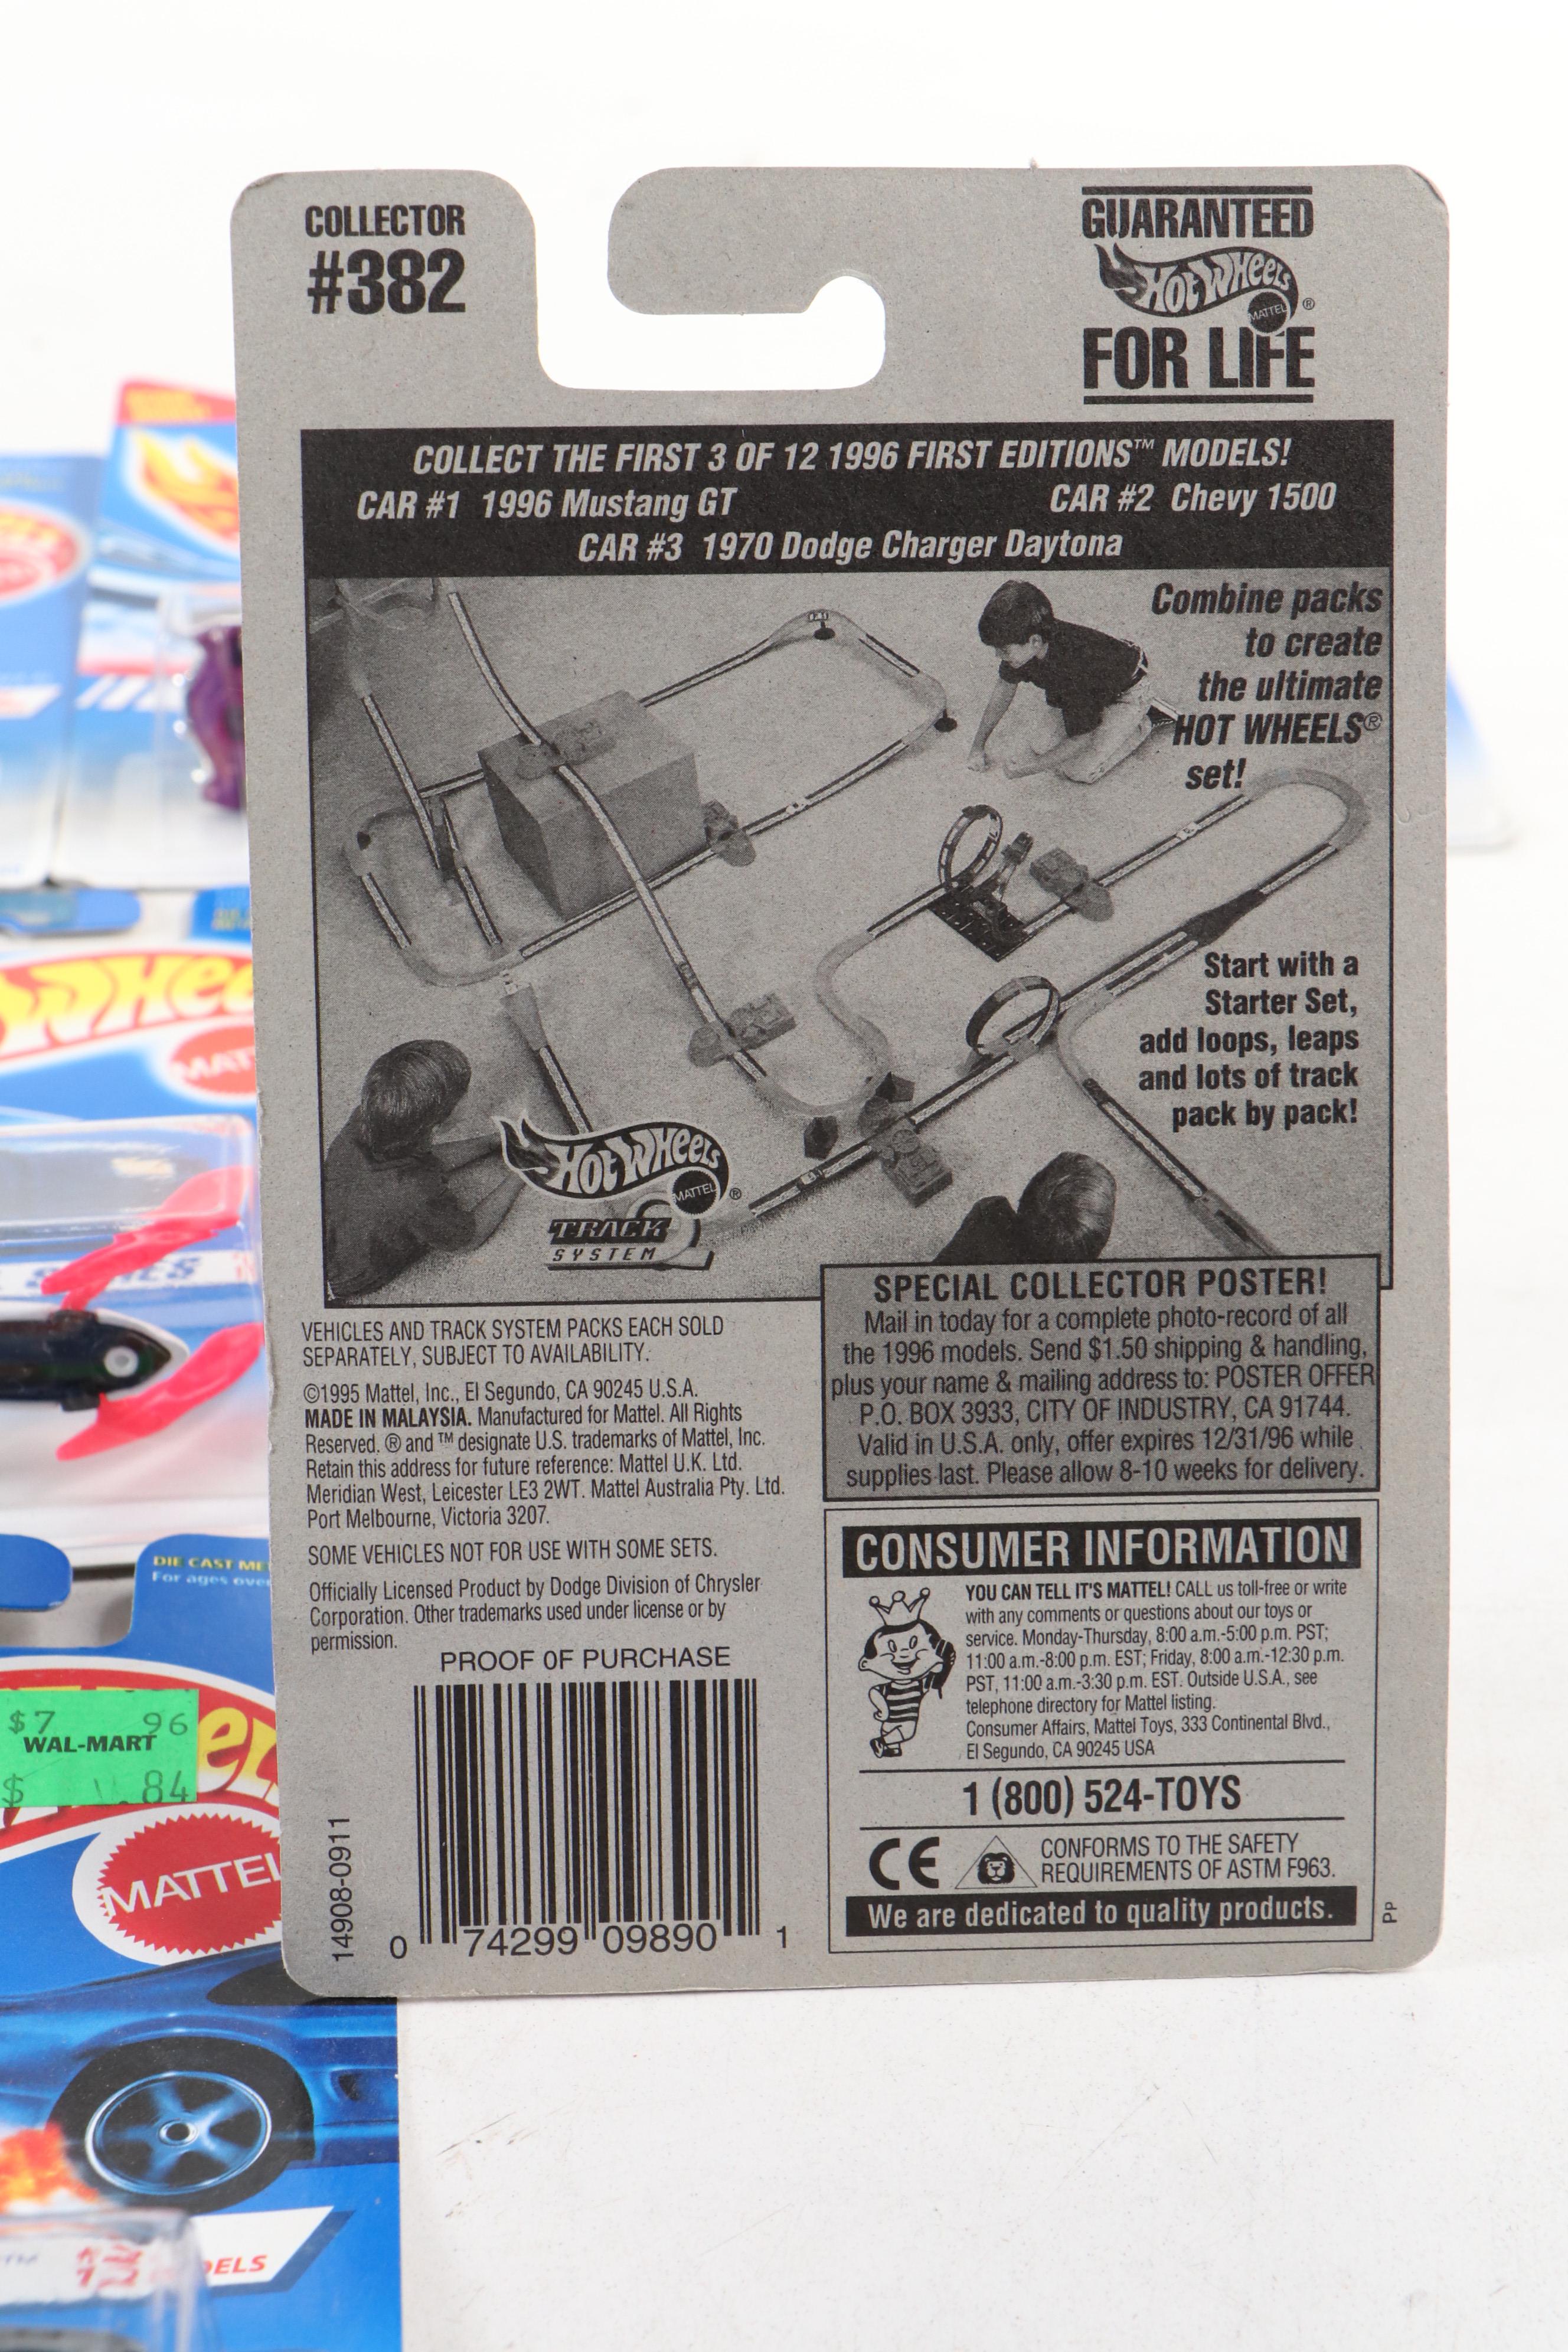 COLLECTOR
#382
GUARANTEED
HOT WHEELS
MATTEL ®
FOR LIFE
COLLECT THE FIRST 3 OF 12 1996 FIRST EDITIONS™ MODELS!
CAR #1 1996 Mustang GT CAR #2 Chevy 1500
CAR #3 1970 Dodge Charger Daytona
Combine packs
to create
the ultimate
HOT WHEELS®
set!
Start with a
Starter Set,
add loops, leaps
and lots of track
pack by pack!
HOT WHEELS
MATTEL ®
TRACK
SYSTEM
VEHICLES AND TRACK SYSTEM PACKS EACH SOLD
SEPARATELY, SUBJECT TO AVAILABILITY.
©1995 Mattel, Inc., El Segundo, CA 90245 U.S.A.
MADE IN MALAYSIA. Manufactured for Mattel. All Rights
Reserved. ® and ™ designate U.S. trademarks of Mattel, Inc.
Retain this address for future reference: Mattel U.K. Ltd.
Meridian West, Leicester LE3 2WT. Mattel Australia Pty. Ltd.
Port Melbourne, Victoria 3207.
SOME VEHICLES NOT FOR USE WITH SOME SETS.
Officially Licensed Product by Dodge Division of Chrysler
Corporation. Other trademarks used under license or by
permission.
PROOF OF PURCHASE
14908-0911
0 74299 09890 1
SPECIAL COLLECTOR POSTER!
Mail in today for a complete photo-record of all
the 1996 models. Send $1.50 shipping & handling,
plus your name & mailing address to: POSTER OFFER
P.O. BOX 3933, CITY OF INDUSTRY, CA 91744.
Valid in U.S.A. only, offer expires 12/31/96 while
supplies last. Please allow 8-10 weeks for delivery.
CONSUMER INFORMATION
YOU CAN TELL IT'S MATTEL! CALL us toll-free or write
with any comments or questions about our toys or
service. Monday-Thursday, 8:00 a.m.-5:00 p.m. PST;
11:00 a.m.-8:00 p.m. EST; Friday, 8:00 a.m.-12:30 p.m.
PST, 11:00 a.m.-3:30 p.m. EST. Outside U.S.A., see
telephone directory for Mattel listing.
Consumer Affairs, Mattel Toys, 333 Continental Blvd.,
El Segundo, CA 90245 USA
1 (800) 524-TOYS
CE
CONFORMS TO THE SAFETY
REQUIREMENTS OF ASTM F963.
We are dedicated to quality products.
PP
DIE CAST ME
For ages ove
$7 96
WAL-MART
$ .84
MATTEL